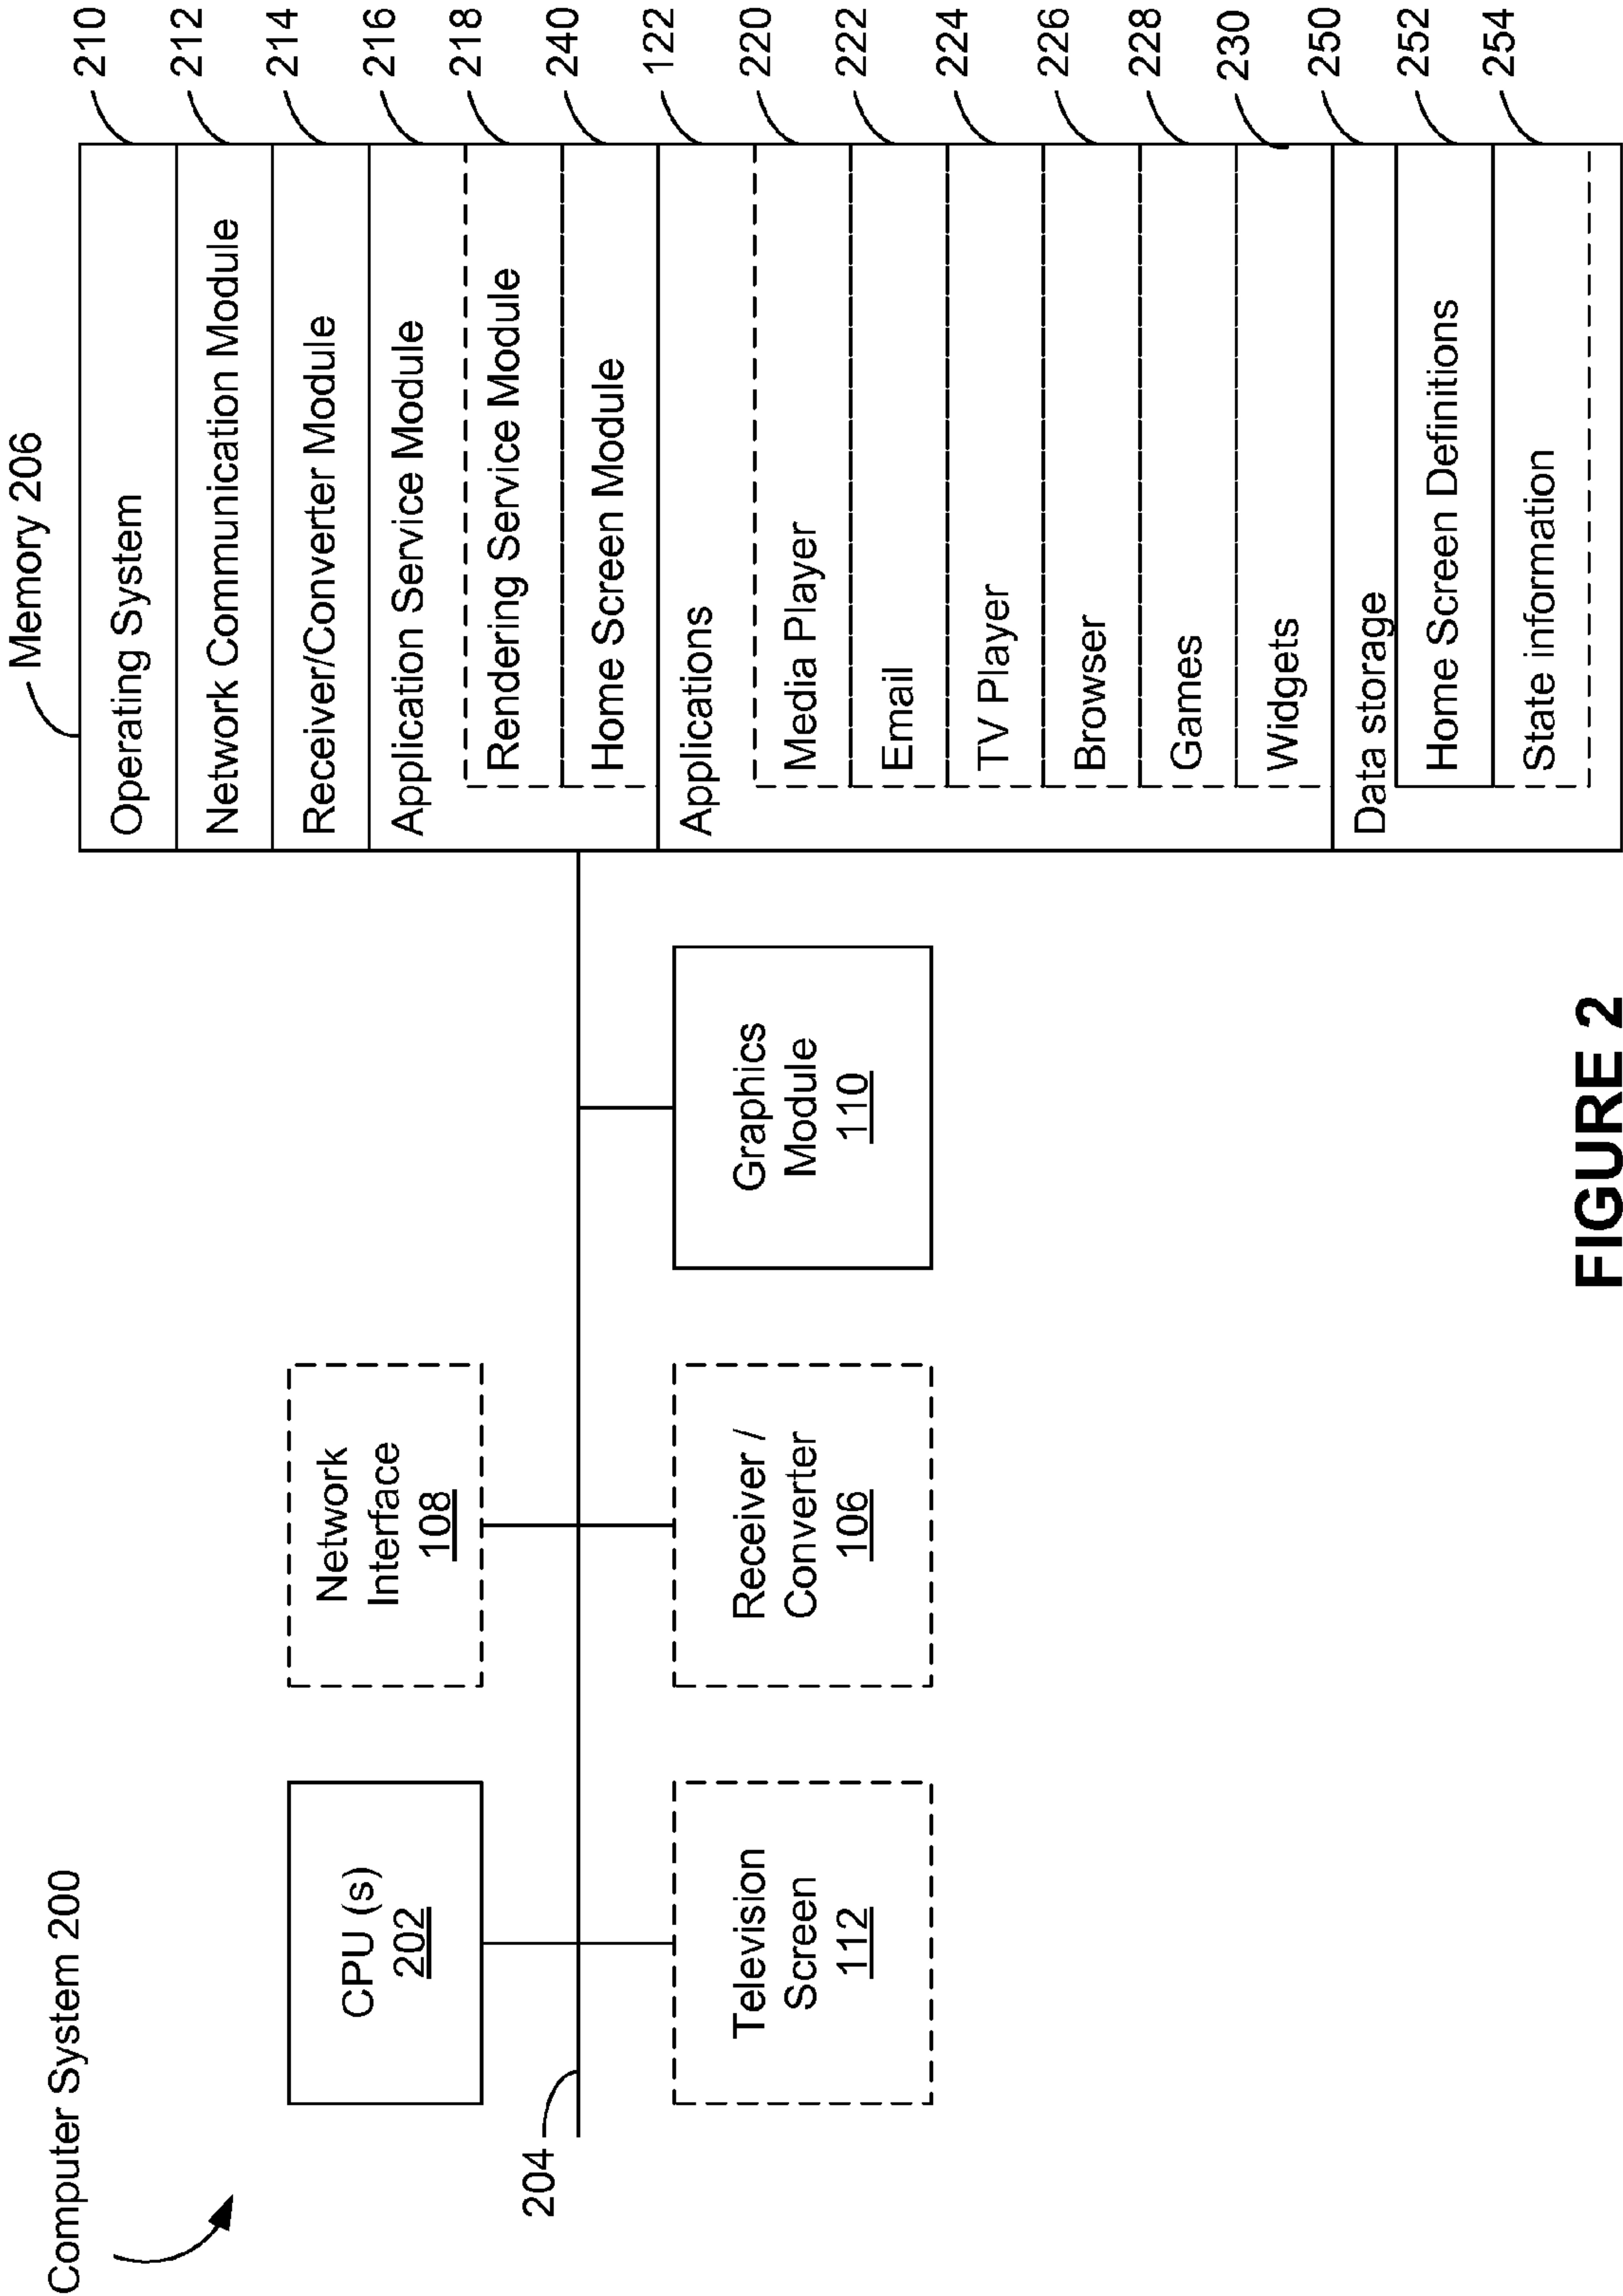 Computer System 200
CPU (s)
202
Network
Interface
108
204
Television
Screen
112
Receiver /
Converter
106
Graphics
Module
110
Memory 206
Operating System
210
Network Communication Module
212
Receiver/Converter Module
214
Application Service Module
216
Rendering Service Module
218
Home Screen Module
240
Applications
122
Media Player
220
Email
222
TV Player
224
Browser
226
Games
228
Widgets
230
Data storage
250
Home Screen Definitions
252
State information
254
FIGURE 2